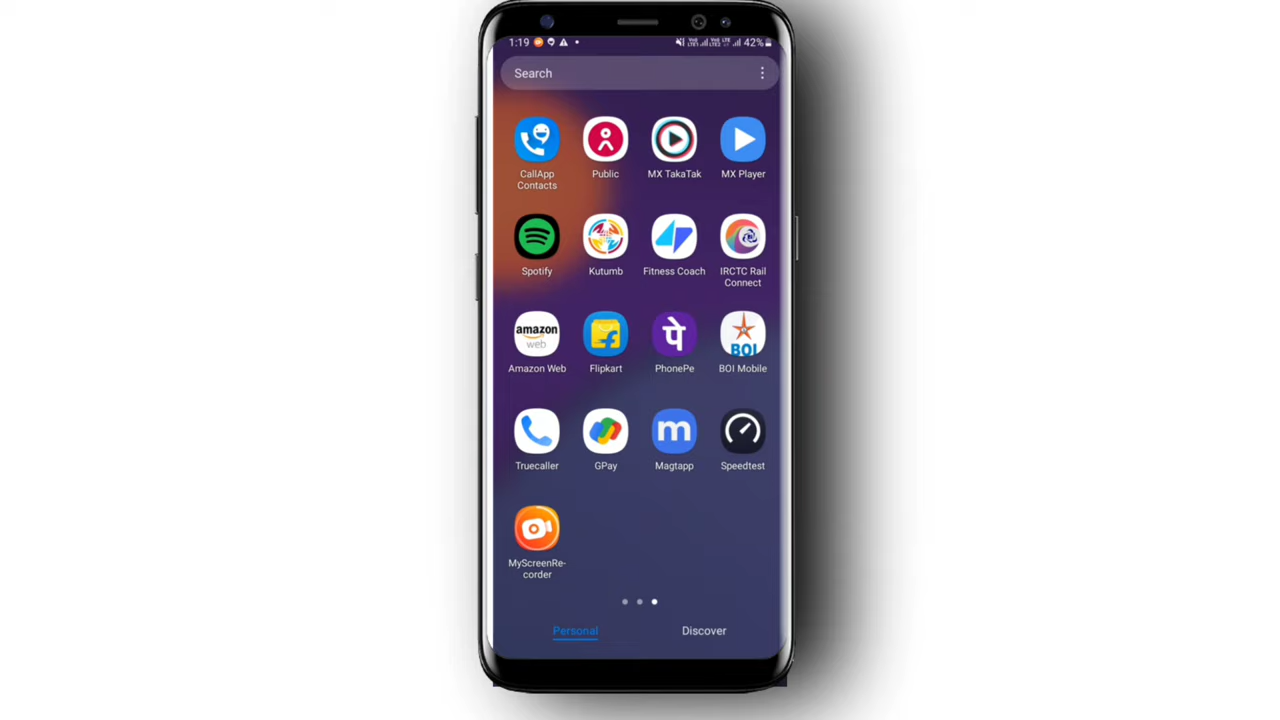 1:19
42%
Search
CallApp Contacts
Public
MX TakaTak
MX Player
Spotify
Kutumb
Fitness Coach
IRCTC Rail Connect
amazon
web
Amazon Web
Flipkart
पे
PhonePe
BOI
BOI Mobile
Truecaller
GPay
m
Magtapp
Speedtest
MyScreenRe-
corder
Personal
Discover